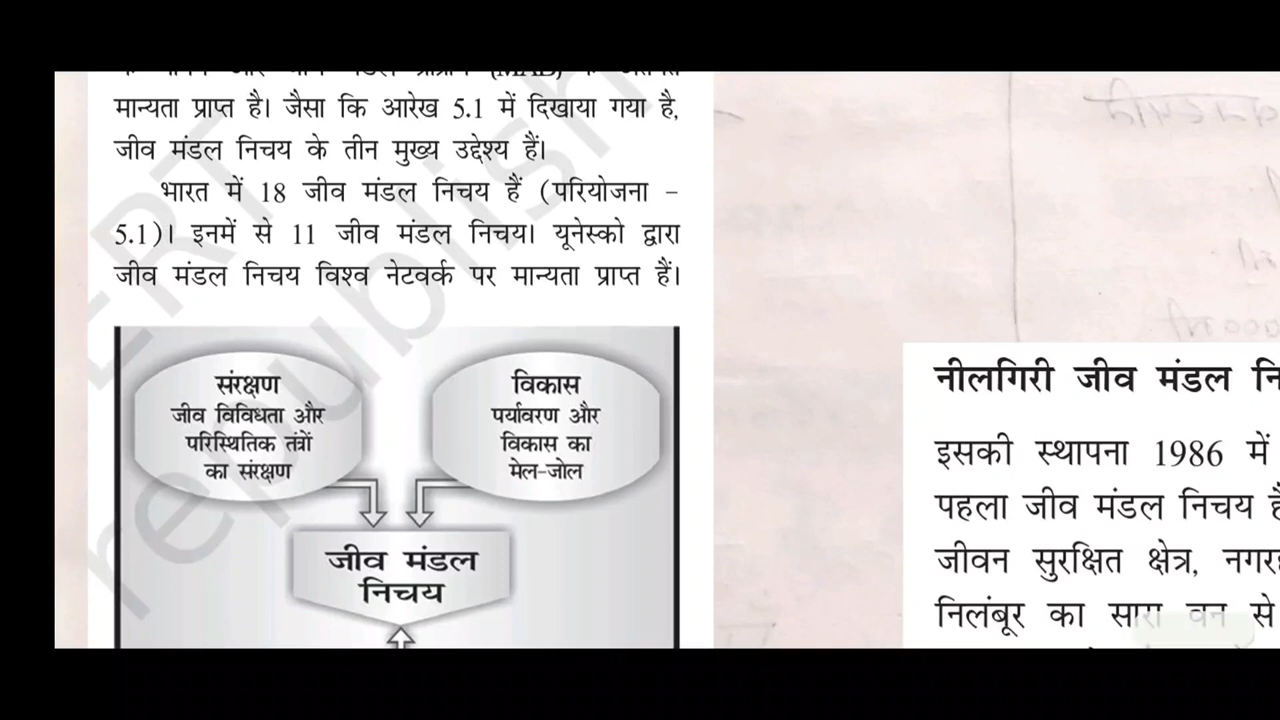 मान्यता प्राप्त है। जैसा कि आरेख 5.1 में दिखाया गया है,
जीव मंडल निचय के तीन मुख्य उद्देश्य हैं।
भारत में 18 जीव मंडल निचय हैं (परियोजना –
5.1)। इनमें से 11 जीव मंडल निचय। यूनेस्को द्वारा
जीव मंडल निचय विश्व नेटवर्क पर मान्यता प्राप्त हैं।
संरक्षण
जीव विविधता और
परिस्थितिक तंत्रों
का संरक्षण
विकास
पर्यावरण और
विकास का
मेल-जोल
जीव मंडल
निचय
नीलगिरी जीव मंडल नि
इसकी स्थापना 1986 में
पहला जीव मंडल निचय
जीवन सुरक्षित क्षेत्र,
निलंबूर का सारा वन से
republish